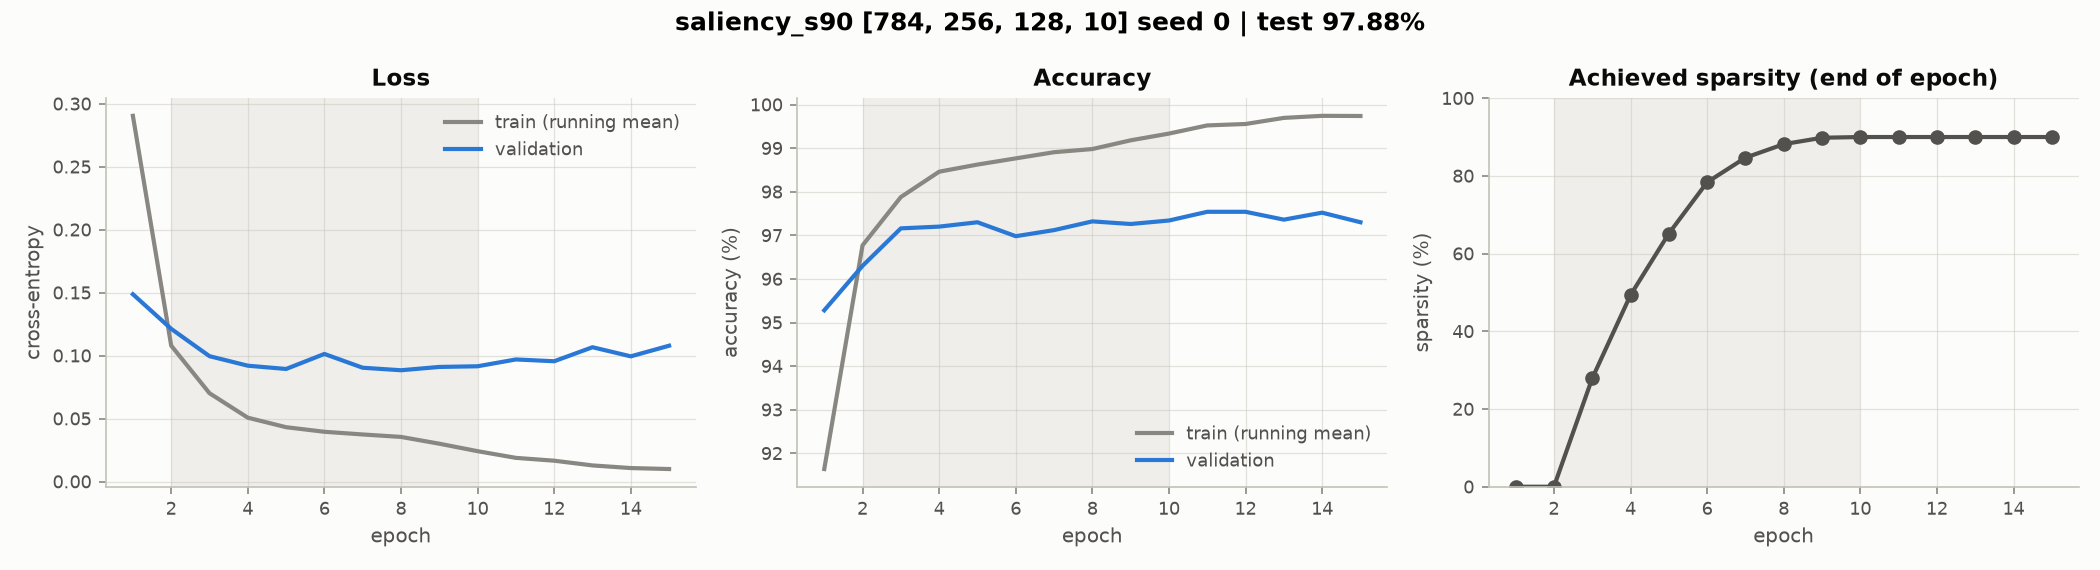 saliency_s90 [784, 256, 128, 10] seed 0 | test 97.88%
Loss
cross-entropy
0.30
0.25
0.20
0.15
0.10
0.05
0.00
train (running mean)
validation
2 4 6 8 10 12 14
epoch
Accuracy
accuracy (%)
100
99
98
97
96
95
94
93
92
train (running mean)
validation
2 4 6 8 10 12 14
epoch
Achieved sparsity (end of epoch)
sparsity (%)
100
80
60
40
20
0
2 4 6 8 10 12 14
epoch